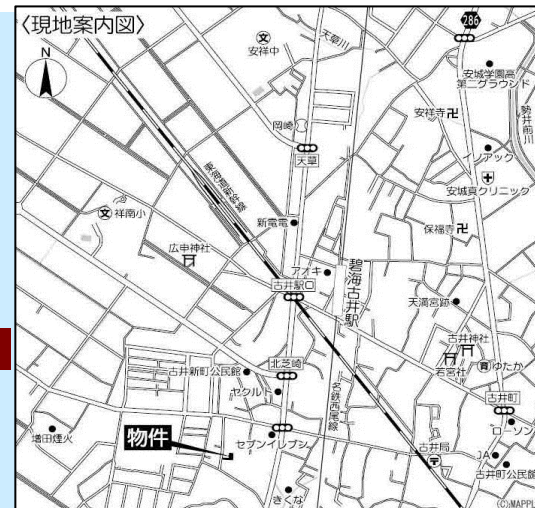 〈現地案内図〉
N
286
安祥中
天草川
安城学園高
第二グラウンド
勢井前川
岡崎
安祥寺
天草
イノアック
安城真クリニック
東海道新幹線
祥南小
新電電
保福寺
広申神社
アオキ
碧海古井駅
古井駅口
天満宮跡
古井神社
若宮社
ゆたか
北芝崎
古井新町公民館
ヤクルト
名鉄西尾線
古井町
ローソン
増田煙火
物件
セブンイレブン
古井局
JA
古井町公民館
きくな
(C)MAPPL